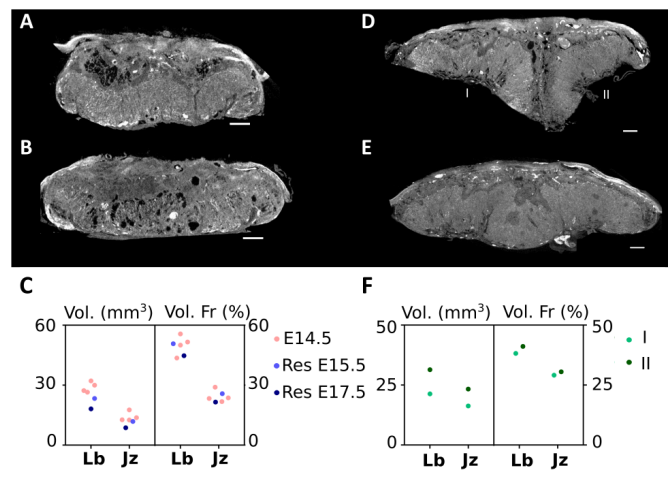 A
D
I
II
B
E
C
F
Vol. (mm³) Vol. Fr (%)
Vol. (mm³) Vol. Fr (%)
60
30
0
60
30
0
Lb Jz Lb Jz
E14.5
Res E15.5
Res E17.5
50
25
0
50
25
0
Lb Jz Lb Jz
I
II